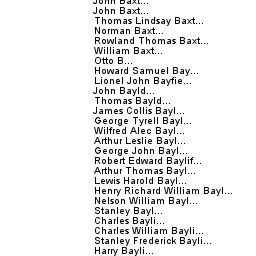 John Baxt...
John Baxt...
Thomas Lindsay Baxt...
Norman Baxt...
Rowland Thomas Baxt...
William Baxt...
Otto B...
Howard Samuel Bay...
Lionel John Bayfie...
John Bayld...
Thomas Bayld...
James Collis Bayl...
George Tyrell Bayl...
Wilfred Alec Bayl...
Arthur Leslie Bayl...
George John Bayl...
Robert Edward Baylif...
Arthur Thomas Bayl...
Lewis Harold Bayl...
Henry Richard William Bayl...
Nelson William Bayl...
Stanley Bayl...
Charles Bayli...
Charles William Bayli...
Stanley Frederick Bayli...
Harry Bayli...